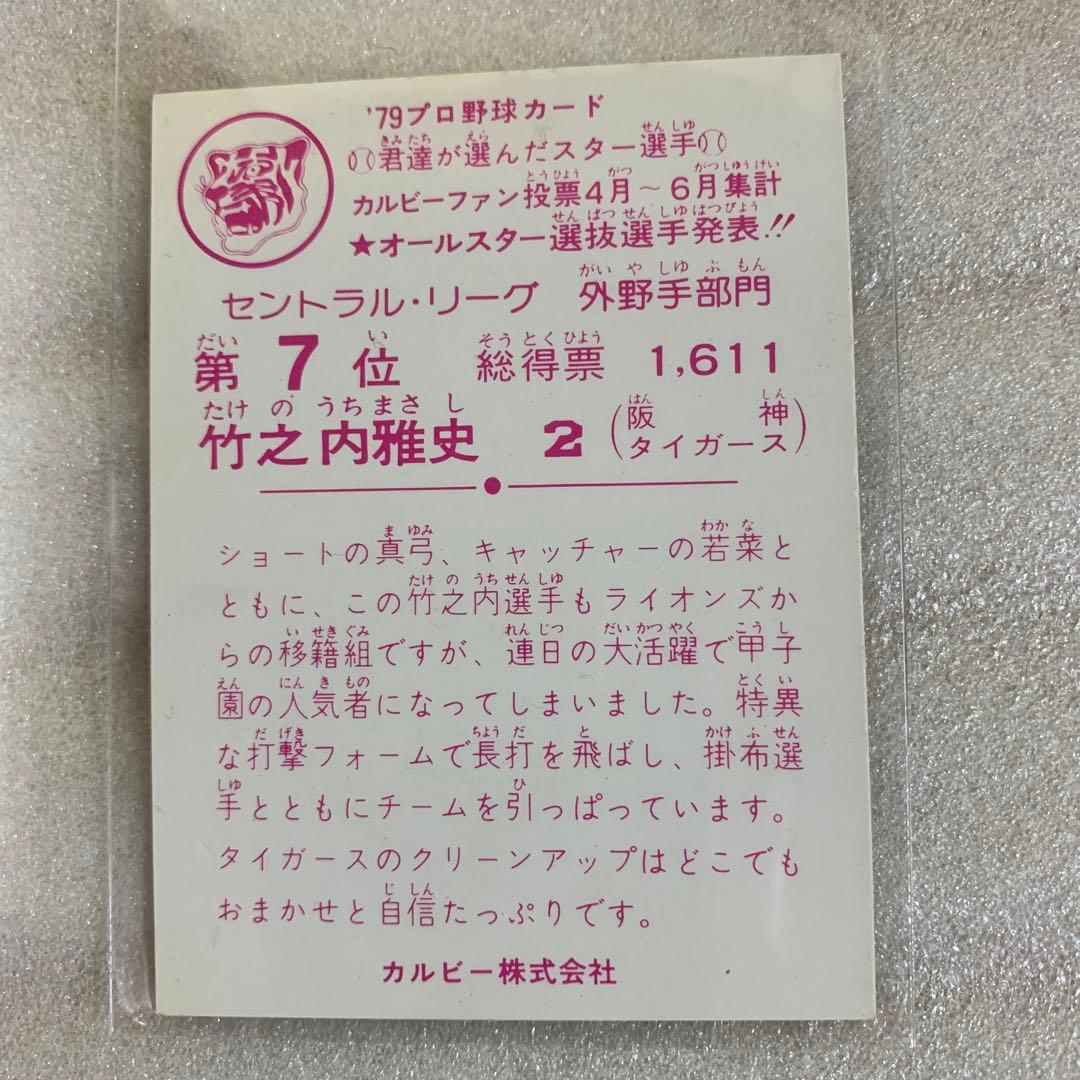 '79プロ野球カード
君達が選んだスター選手
カルビーファン投票4月～6月集計
★オールスター選抜選手発表!!
セントラル・リーグ 外野手部門
第7位 総得票 1,611
竹之内雅史 2 (阪神タイガース)
ショートの真弓、キャッチャーの若菜と
ともに、この竹之内選手もライオンズか
らの移籍組ですが、連日の大活躍で甲子
園の人気者になってしまいました。特異
な打撃フォームで長打を飛ばし、掛布選
手とともにチームを引っぱっています。
タイガースのクリーンアップはどこでも
おまかせと自信たっぷりです。
カルビー株式会社